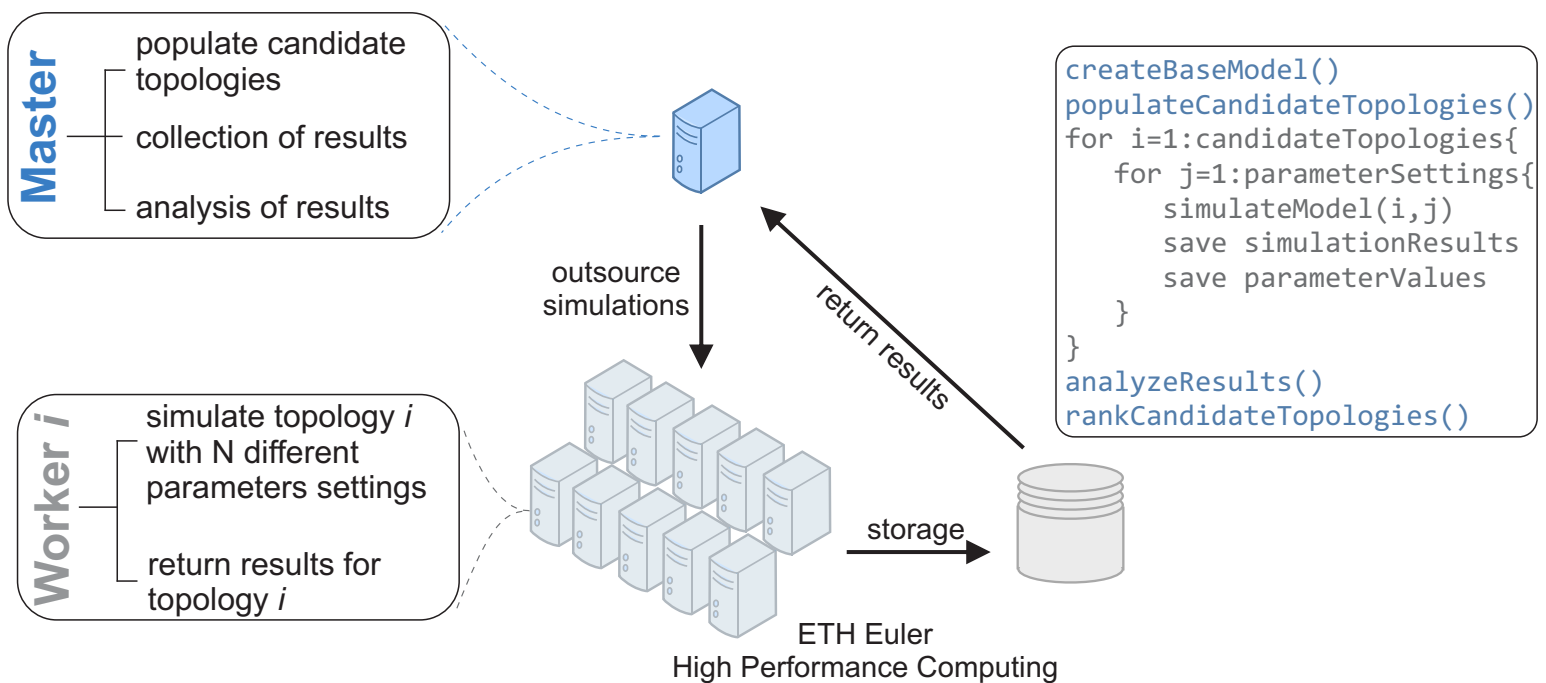 Master
populate candidate
topologies
collection of results
analysis of results
outsource
simulations
return results
createBaseModel()
populateCandidateTopologies()
for i=1:candidateTopologies{
for j=1:parameterSettings{
simulateModel(i,j)
save simulationResults
save parameterValues
}
}
analyzeResults()
rankCandidateTopologies()
Worker i
simulate topology i
with N different
parameters settings
return results for
topology i
storage
ETH Euler
High Performance Computing